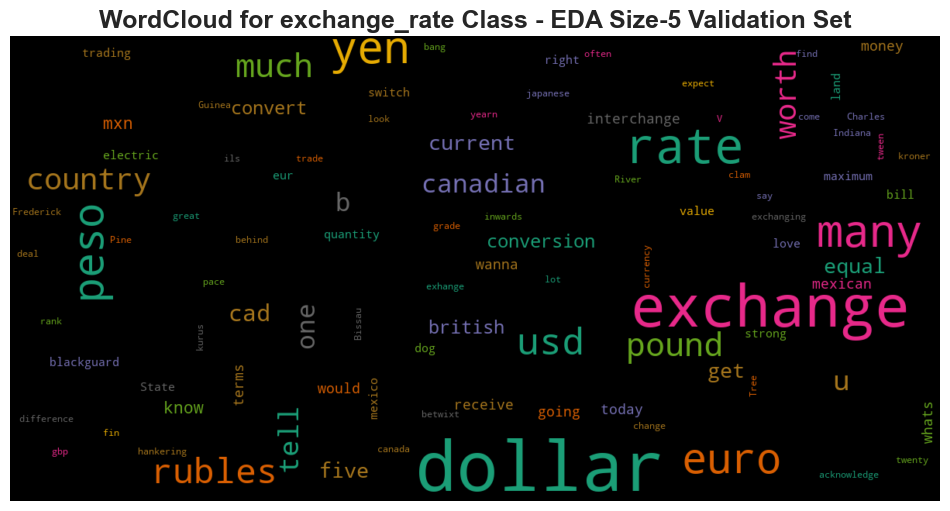 WordCloud for exchange_rate Class - EDA Size-5 Validation Set
trading
much
yen
bang
right
often
worth
find
money
Guinea
convert
switch
japanese
expect
land
mxn
look
yearn
interchange
V
come
Charles
Indiana
electric
ils
trade
current
rate
tween
kroner
country
eur
b
canadian
River
clam
maximum
say
bill
Frederick
peso
great
inwards
value
exchanging
many
deal
Pine
behind
quantity
grade
conversion
love
equal
pace
wanna
exhange
lot
currency
mexican
rank
kurus
cad
one
Bissau
british
usd
exchange
strong
pound
blackguard
dog
get
State
terms
would
mexico
receive
Tree
u
know
going
today
betwixt
difference
tell
change
whats
gbp
fin
hankering
canada
rubles
five
dollar
euro
twenty
acknowledge